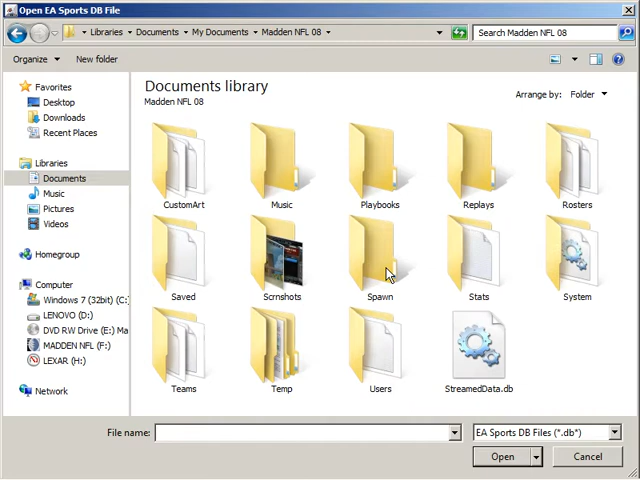 Open EA Sports DB File
Libraries Documents My Documents Madden NFL 08
Search Madden NFL 08
Organize New folder
Favorites
Desktop
Downloads
Recent Places
Libraries
Documents
Music
Pictures
Videos
Homegroup
Computer
Windows 7 (32bit) (C:
LENOVO (D:)
DVD RW Drive (E:) Ma
MADDEN NFL (F:)
LEXAR (H:)
Network
Documents library
Madden NFL 08
Arrange by: Folder
CustomArt Music Playbooks Replays Rosters
Saved Scrnshots Spawn Stats System
Teams Temp Users StreamedData.db
File name: EA Sports DB Files (*.db*)
Open Cancel